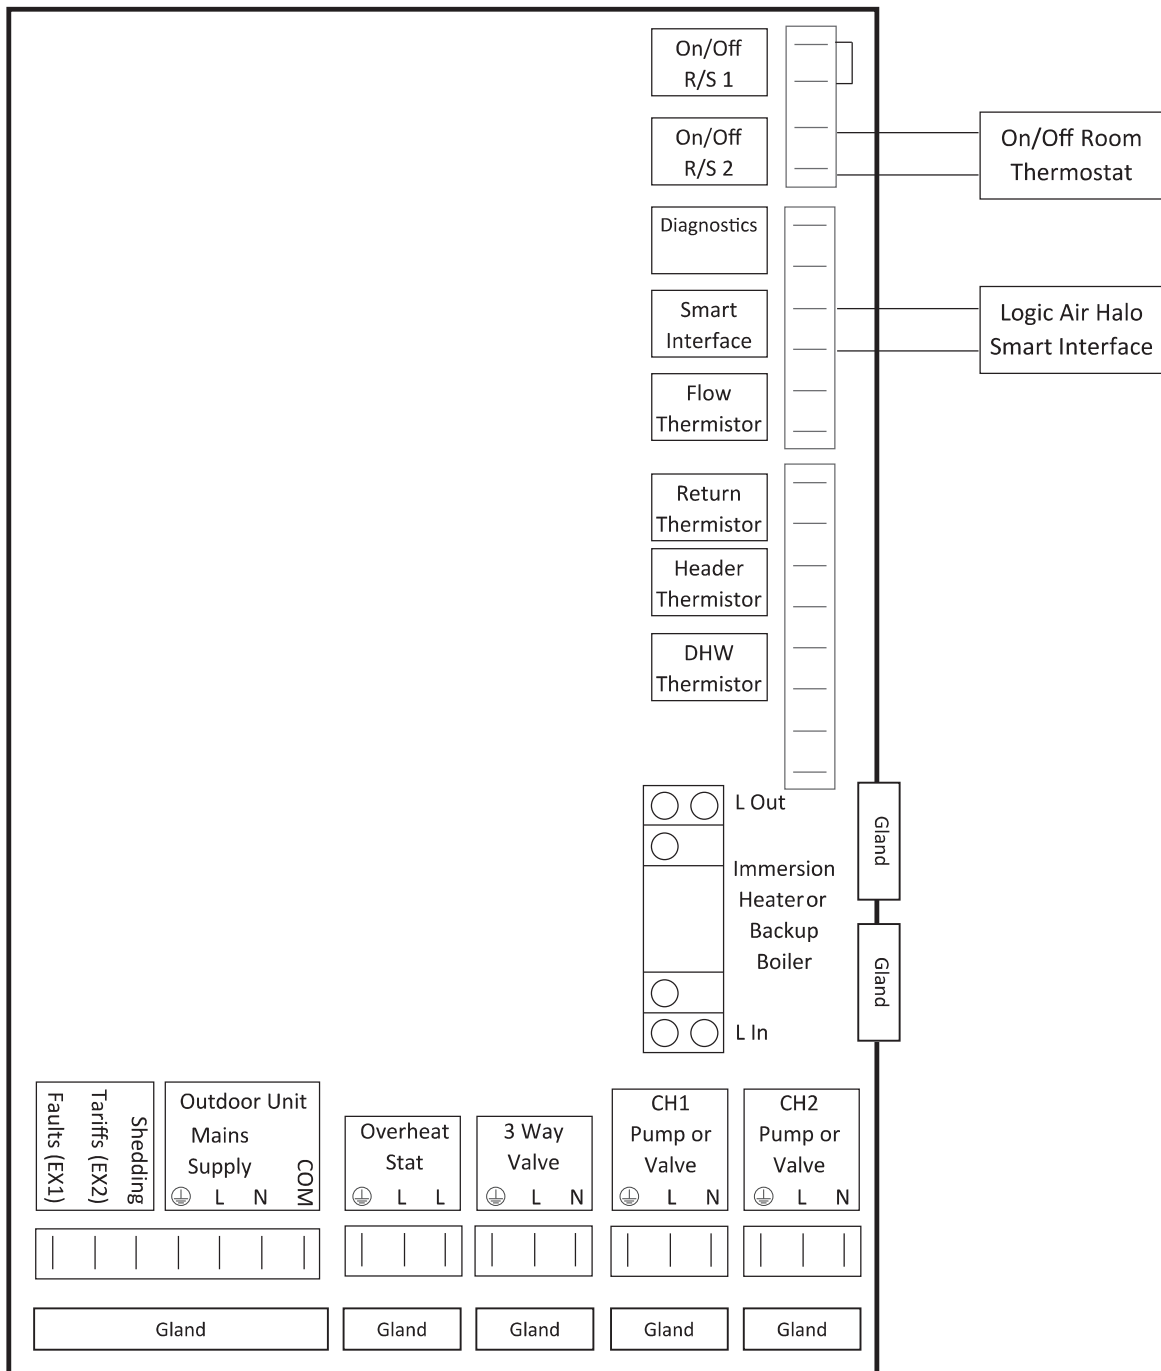 On/Off
R/S 1
On/Off
R/S 2
On/Off Room
Thermostat
Diagnostics
Smart
Interface
Logic Air Halo
Smart Interface
Flow
Thermistor
Return
Thermistor
Header
Thermistor
DHW
Thermistor
L Out
Immersion
Heater or
Backup
Boiler
L In
Gland
Gland
Faults (EX1)
Tariffs (EX2)
Shedding
Outdoor Unit
Mains
Supply
L N
COM
Overheat
Stat
L L
3 Way
Valve
L N
CH1
Pump or
Valve
L N
CH2
Pump or
Valve
L N
Gland
Gland
Gland
Gland
Gland